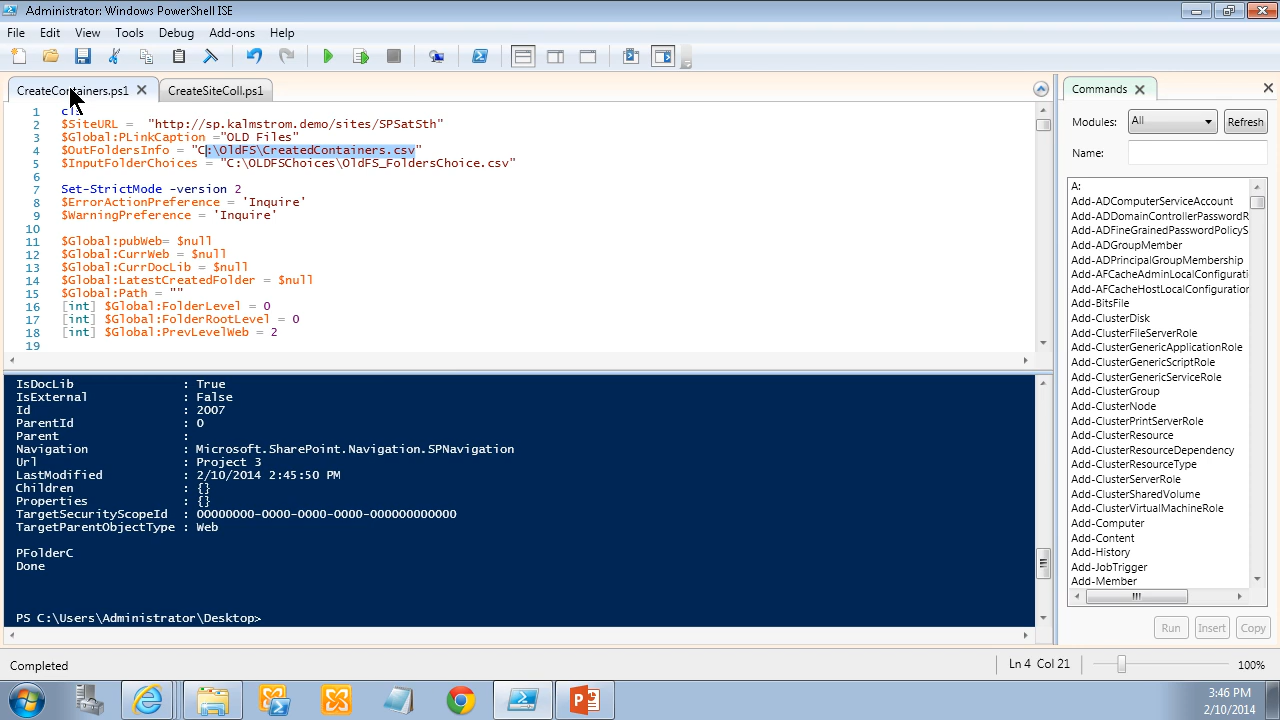 Administrator: Windows PowerShell ISE
File Edit View Tools Debug Add-ons Help
CreateContainers.ps1
CreateSiteColl.ps1
1
2 $SiteURL =  "http://sp.kalmstrom.demo/sites/SPSatSth"
3 $Global:PLinkCaption ="OLD Files"
4 $OutFoldersInfo = "C:\OldFS\CreatedContainers.csv"
5 $InputFolderChoices = "C:\OLDFSChoices\OldFS_FoldersChoice.csv"
6
7 Set-StrictMode -version 2
8 $ErrorActionPreference = 'Inquire'
9 $WarningPreference = 'Inquire'
10
11 $Global:pubWeb= $null
12 $Global:CurrWeb = $null
13 $Global:CurrDocLib = $null
14 $Global:LatestCreatedFolder = $null
15 $Global:Path = ""
16 [int] $Global:FolderLevel = 0
17 [int] $Global:FolderRootLevel = 0
18 [int] $Global:PrevLevelWeb = 2
19
IsDocLib : True
IsExternal : False
Id : 2007
ParentId : 0
Parent :
Navigation : Microsoft.SharePoint.Navigation.SPNavigation
Url : Project 3
LastModified : 2/10/2014 2:45:50 PM
Children : {}
Properties : {}
TargetSecurityScopeId : 00000000-0000-0000-0000-000000000000
TargetParentObjectType : Web
PFolderC
Done
PS C:\Users\Administrator\Desktop>
Commands
Modules: All Refresh
Name:
A:
Add-ADComputerServiceAccount
Add-ADDomainControllerPasswordR
Add-ADFineGrainedPasswordPolicyS
Add-ADGroupMember
Add-ADPrincipalGroupMembership
Add-AFCacheAdminLocalConfigurati
Add-AFCacheHostLocalConfiguration
Add-BitsFile
Add-ClusterDisk
Add-ClusterFileServerRole
Add-ClusterGenericApplicationRole
Add-ClusterGenericScriptRole
Add-ClusterGenericServiceRole
Add-ClusterGroup
Add-ClusterNode
Add-ClusterPrintServerRole
Add-ClusterResource
Add-ClusterResourceDependency
Add-ClusterResourceType
Add-ClusterServerRole
Add-ClusterSharedVolume
Add-ClusterVirtualMachineRole
Add-Computer
Add-Content
Add-History
Add-JobTrigger
Add-Member
Run Insert Copy
Completed
Ln 4 Col 21
100%
3:46 PM
2/10/2014